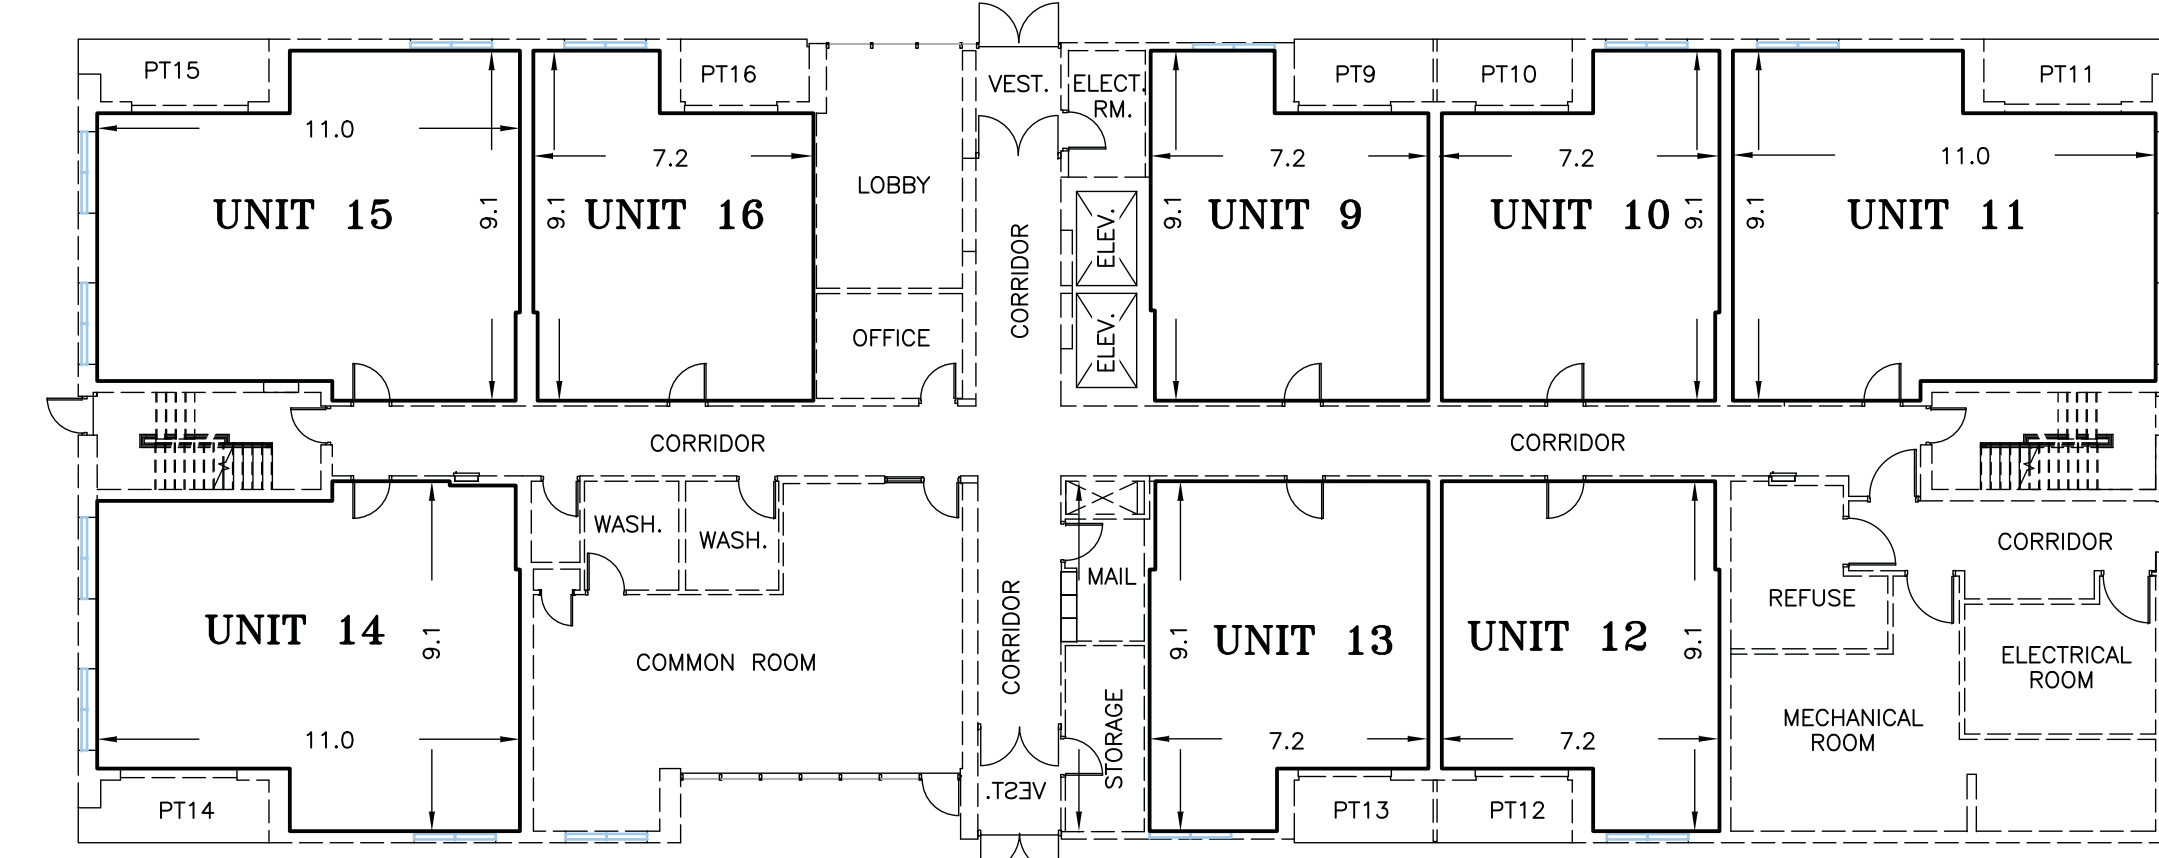 PT15
PT16
VEST.
ELECT.
RM.
PT9
PT10
PT11
11.0
7.2
7.2
7.2
11.0
UNIT 15
9.1
9.1
UNIT 16
LOBBY
CORRIDOR
ELEV.
9.1
UNIT 9
UNIT 10
9.1
9.1
UNIT 11
OFFICE
ELEV.
CORRIDOR
CORRIDOR
WASH.
WASH.
MAIL
CORRIDOR
REFUSE
UNIT 14
9.1
COMMON ROOM
CORRIDOR
9.1
UNIT 13
UNIT 12
9.1
ELECTRICAL
ROOM
STORAGE
MECHANICAL
ROOM
11.0
7.2
7.2
VEST.
PT14
PT13
PT12